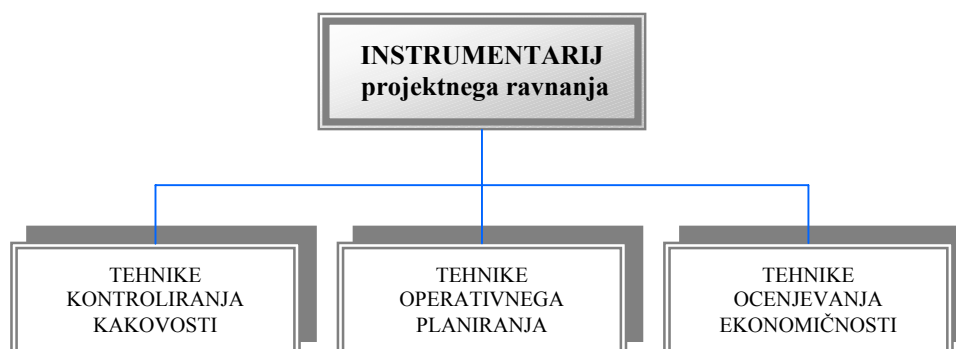 INSTRUMENTARIJ
projektnega ravnanja
TEHNIKE
KONTROLIRANJA
KAKOVOSTI
TEHNIKE
OPERATIVNEGA
PLANIRANJA
TEHNIKE
OCENJEVANJA
EKONOMIČNOSTI